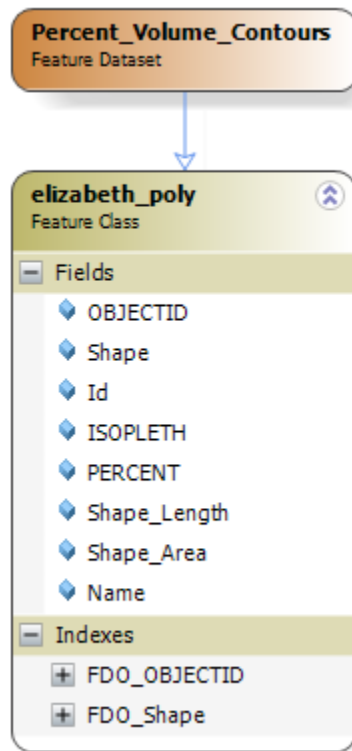 Percent_Volume_Contours
Feature Dataset
elizabeth_poly
Feature Class
Fields
OBJECTID
Shape
Id
ISOPLETH
PERCENT
Shape_Length
Shape_Area
Name
Indexes
FDO_OBJECTID
FDO_Shape